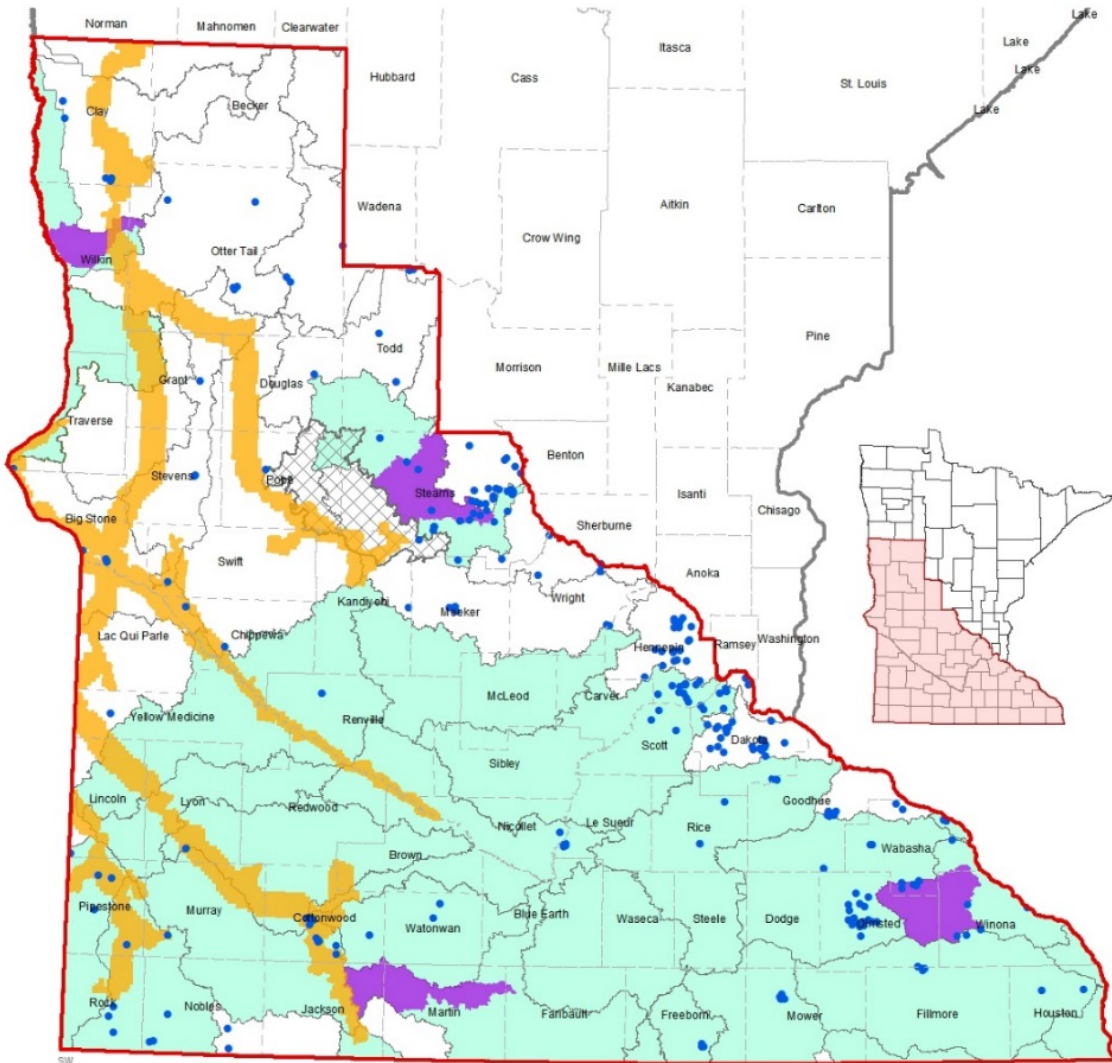 Norman
Mahnomen
Clearwater
Lake
Itasca
Lake
Hubbard
Cass
Lake
St. Louis
Becker
Clay
Lake
Wadena
Aitkin
Carlton
Crow Wing
Otter Tail
Wilkin
Pine
Todd
Morrison
Mille Lacs
Grant
Douglas
Kanabec
Traverse
Benton
Stevens
Pope
Stearns
Isanti
Chisago
Big Stone
Sherburne
Swift
Anoka
Wright
Kandiyohi
Meeker
Lac Qui Parle
Chippewa
Hennepin
Ramsey
Washington
McLeod
Carver
Yellow Medicine
Renville
Dakota
Scott
Sibley
Lincoln
Lyon
Redwood
Goodhue
Nicollet
Le Sueur
Rice
Brown
Wabasha
Pipestone
Murray
Cottonwood
Blue Earth
Waseca
Steele
Dodge
Olmsted
Winona
Watonwan
Rock
Nobles
Jackson
Martin
Faribault
Freeborn
Mower
Fillmore
Houston
SW